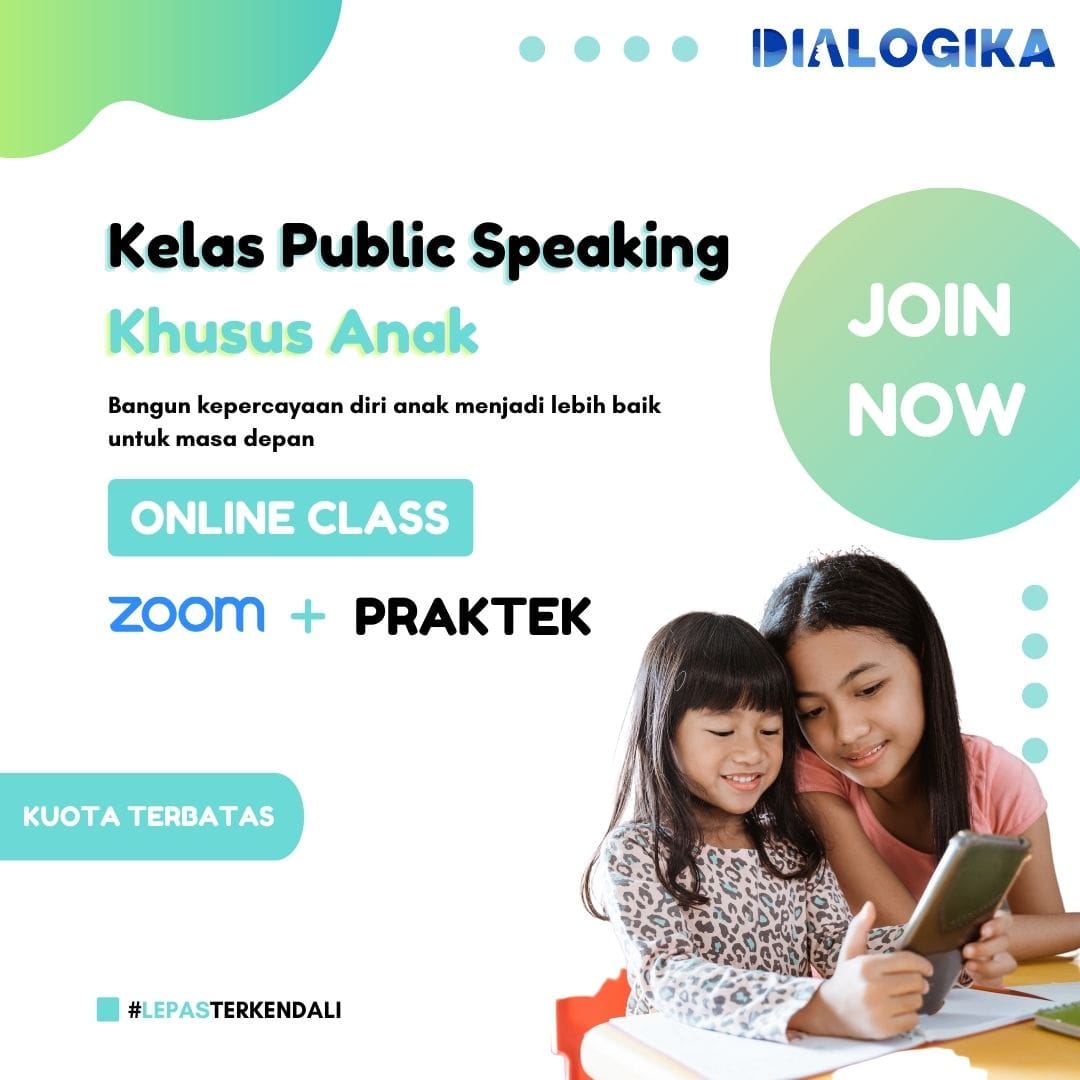 DIALOGIKA
Kelas Public Speaking
Khusus Anak
Bangun kepercayaan diri anak menjadi lebih baik
untuk masa depan
JOIN
NOW
ONLINE CLASS
zoom + PRAKTEK
KUOTA TERBATAS
#LEPASTERKENDALI